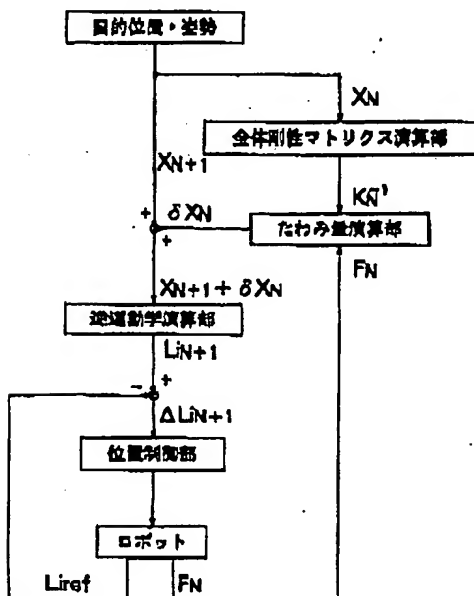 目的位置・姿勢
XN
全体剛性マトリクス演算部
XN+1
KN⁻¹
+ δXN
+
たわみ量演算部
FN
XN+1 + δXN
逆運動学演算部
LiN+1
- +
ΔLiN+1
位置制御部
ロボット
Liref FN